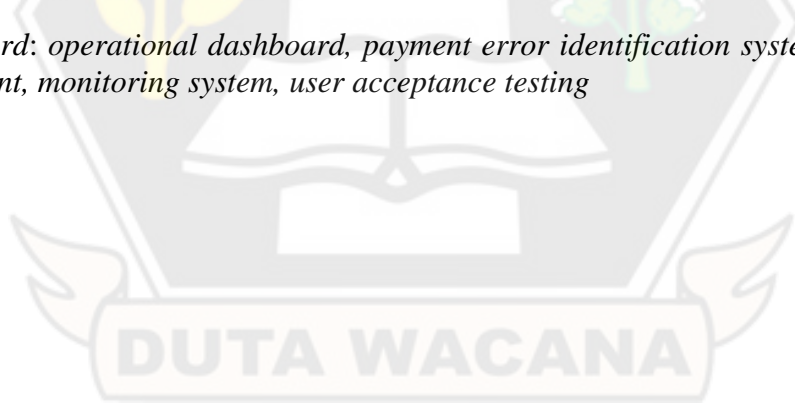 rd: operational dashboard, payment error identification syste
nt, monitoring system, user acceptance testing
DUTA WACANA